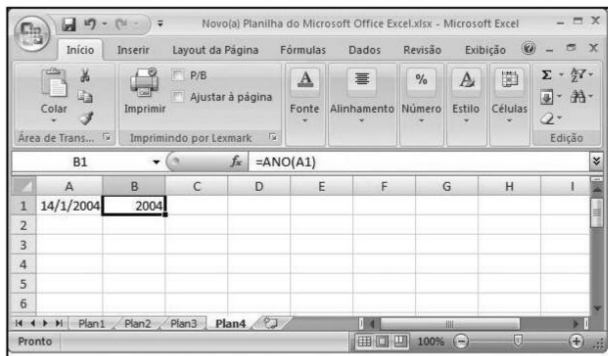 Novo(a) Planilha do Microsoft Office Excel.xlsx - Microsoft Excel
Início Inserir Layout da Página Fórmulas Dados Revisão Exibição
P/B
Ajustar à página
Colar Imprimir Fonte Alinhamento Número Estilo Células
Área de Trans... Imprimindo por Lexmark Edição
B1 fx =ANO(A1)
A B C D E F G H I
1 14/1/2004 2004
2
3
4
5
6
Plan1 Plan2 Plan3 Plan4
Pronto 100%